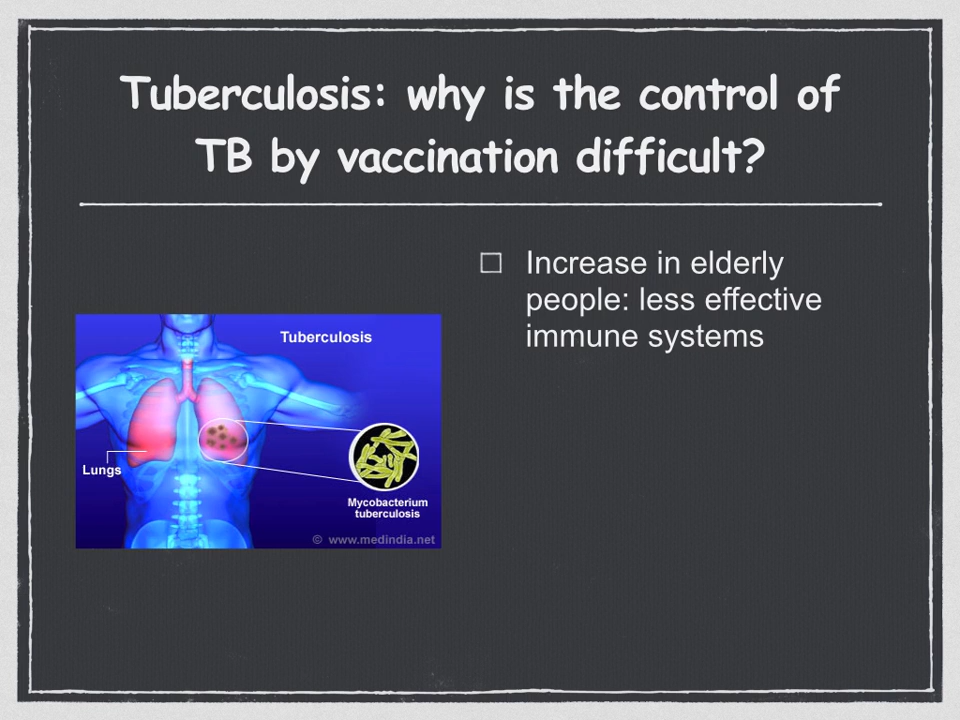 Tuberculosis: why is the control of
TB by vaccination difficult?
Increase in elderly
people: less effective
immune systems
Tuberculosis
Lungs
Mycobacterium
tuberculosis
© www.medindia.net